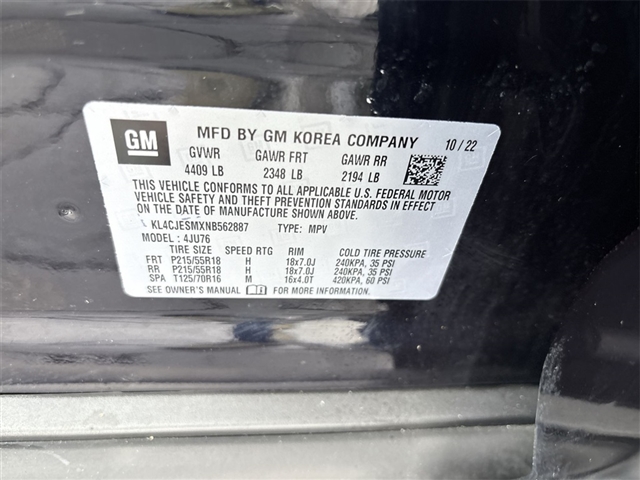 GM MFD BY GM KOREA COMPANY 10 / 22
GVWR GAWR FRT GAWR RR
4409 LB 2348 LB 2194 LB
THIS VEHICLE CONFORMS TO ALL APPLICABLE U.S. FEDERAL MOTOR
VEHICLE SAFETY AND THEFT PREVENTION STANDARDS IN EFFECT
ON THE DATE OF MANUFACTURE SHOWN ABOVE.
KL4CJESMXNB562887 TYPE: MPV
MODEL : 4JU76
TIRE SIZE SPEED RTG RIM COLD TIRE PRESSURE
FRT P215/55R18 H 18x7.0J 240KPA, 35 PSI
RR P215/55R18 H 18x7.0J 240KPA, 35 PSI
SPA T125/70R16 M 16x4.0T 420KPA, 60 PSI
SEE OWNER'S MANUAL FOR MORE INFORMATION.